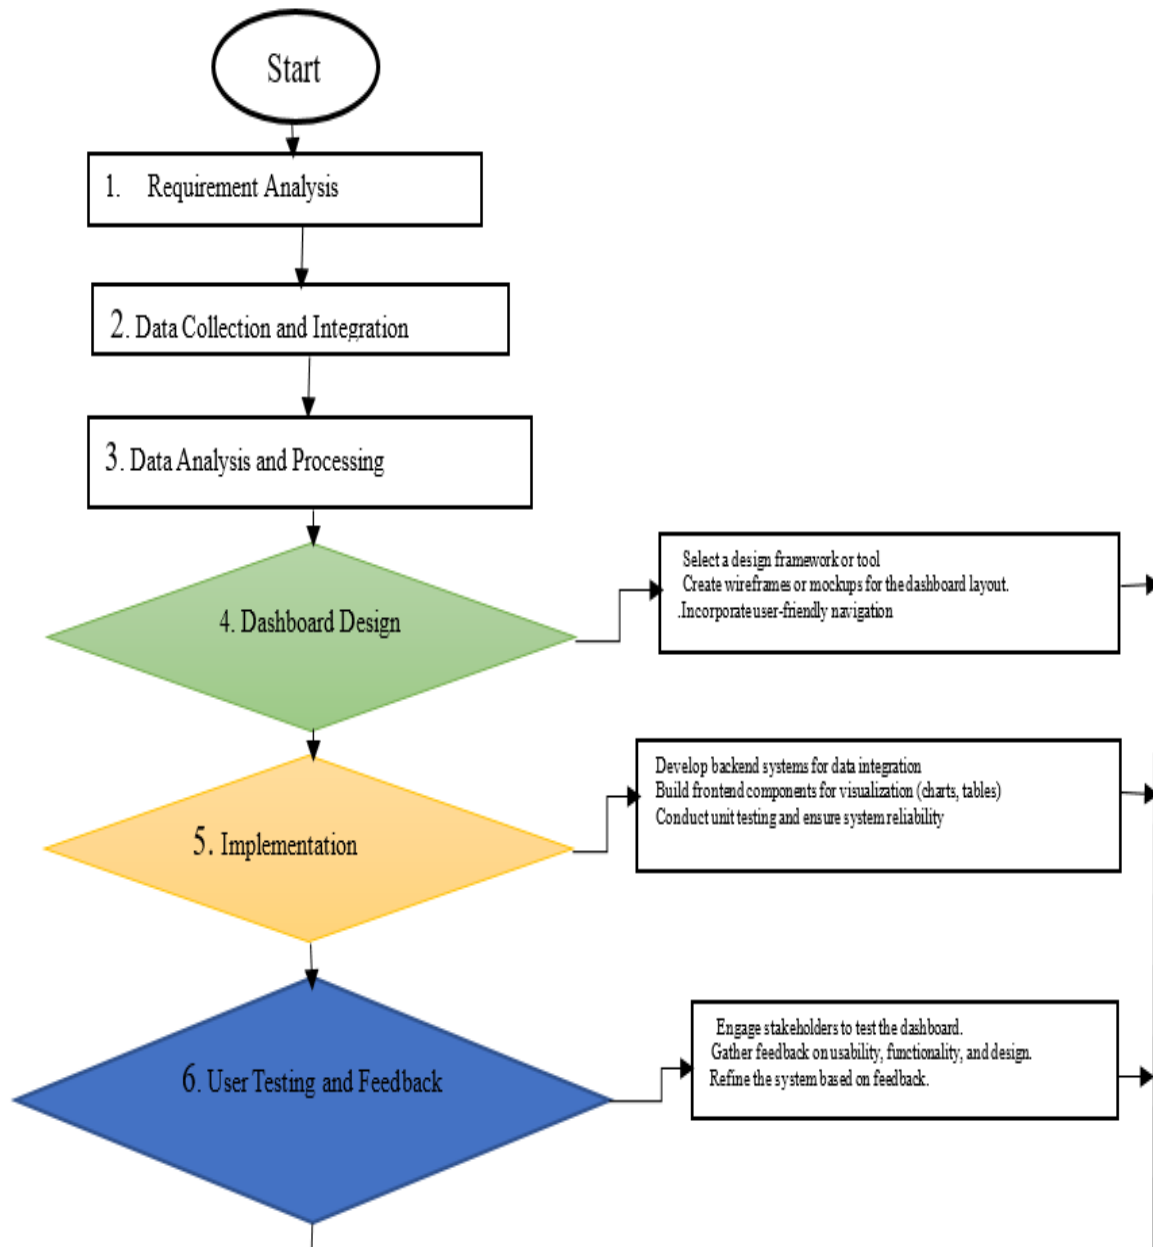 Start
1. Requirement Analysis
2. Data Collection and Integration
3. Data Analysis and Processing
4. Dashboard Design
Select a design framework or tool
Create wireframes or mockups for the dashboard layout.
.Incorporate user-friendly navigation
5. Implementation
Develop backend systems for data integration
Build frontend components for visualization (charts, tables)
Conduct unit testing and ensure system reliability
6. User Testing and Feedback
Engage stakeholders to test the dashboard.
Gather feedback on usability, functionality, and design.
Refine the system based on feedback.